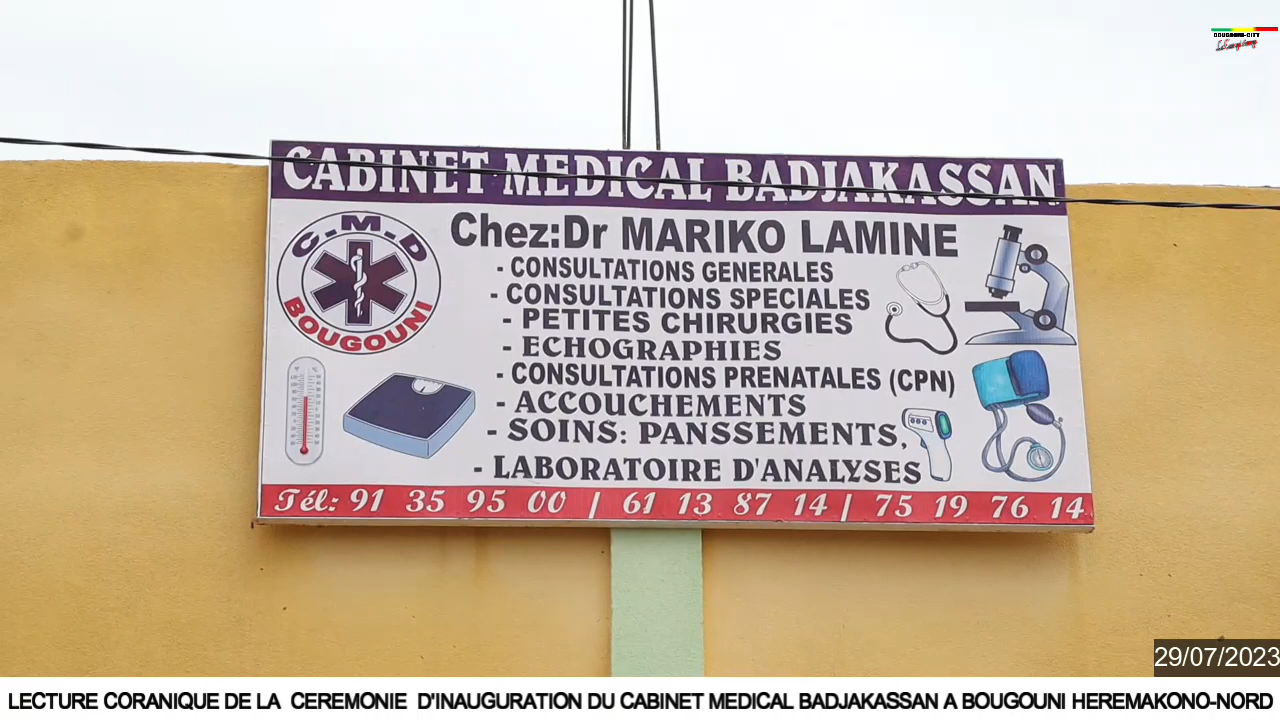 BOUGOUNI-CITY
CABINET MEDICAL BADJAKASSAN
C.M.D
BOUGOUNI
Chez:Dr MARIKO LAMINE
- CONSULTATIONS GENERALES
- CONSULTATIONS SPECIALES
- PETITES CHIRURGIES
- ECHOGRAPHIES
- CONSULTATIONS PRENATALES (CPN)
- ACCOUCHEMENTS
- SOINS: PANSSEMENTS,
- LABORATOIRE D'ANALYSES
Tél: 91 35 95 00 / 61 13 87 14 / 75 19 76 14
29/07/2023
LECTURE CORANIQUE DE LA CEREMONIE D'INAUGURATION DU CABINET MEDICAL BADJAKASSAN A BOUGOUNI HEREMAKONO-NORD